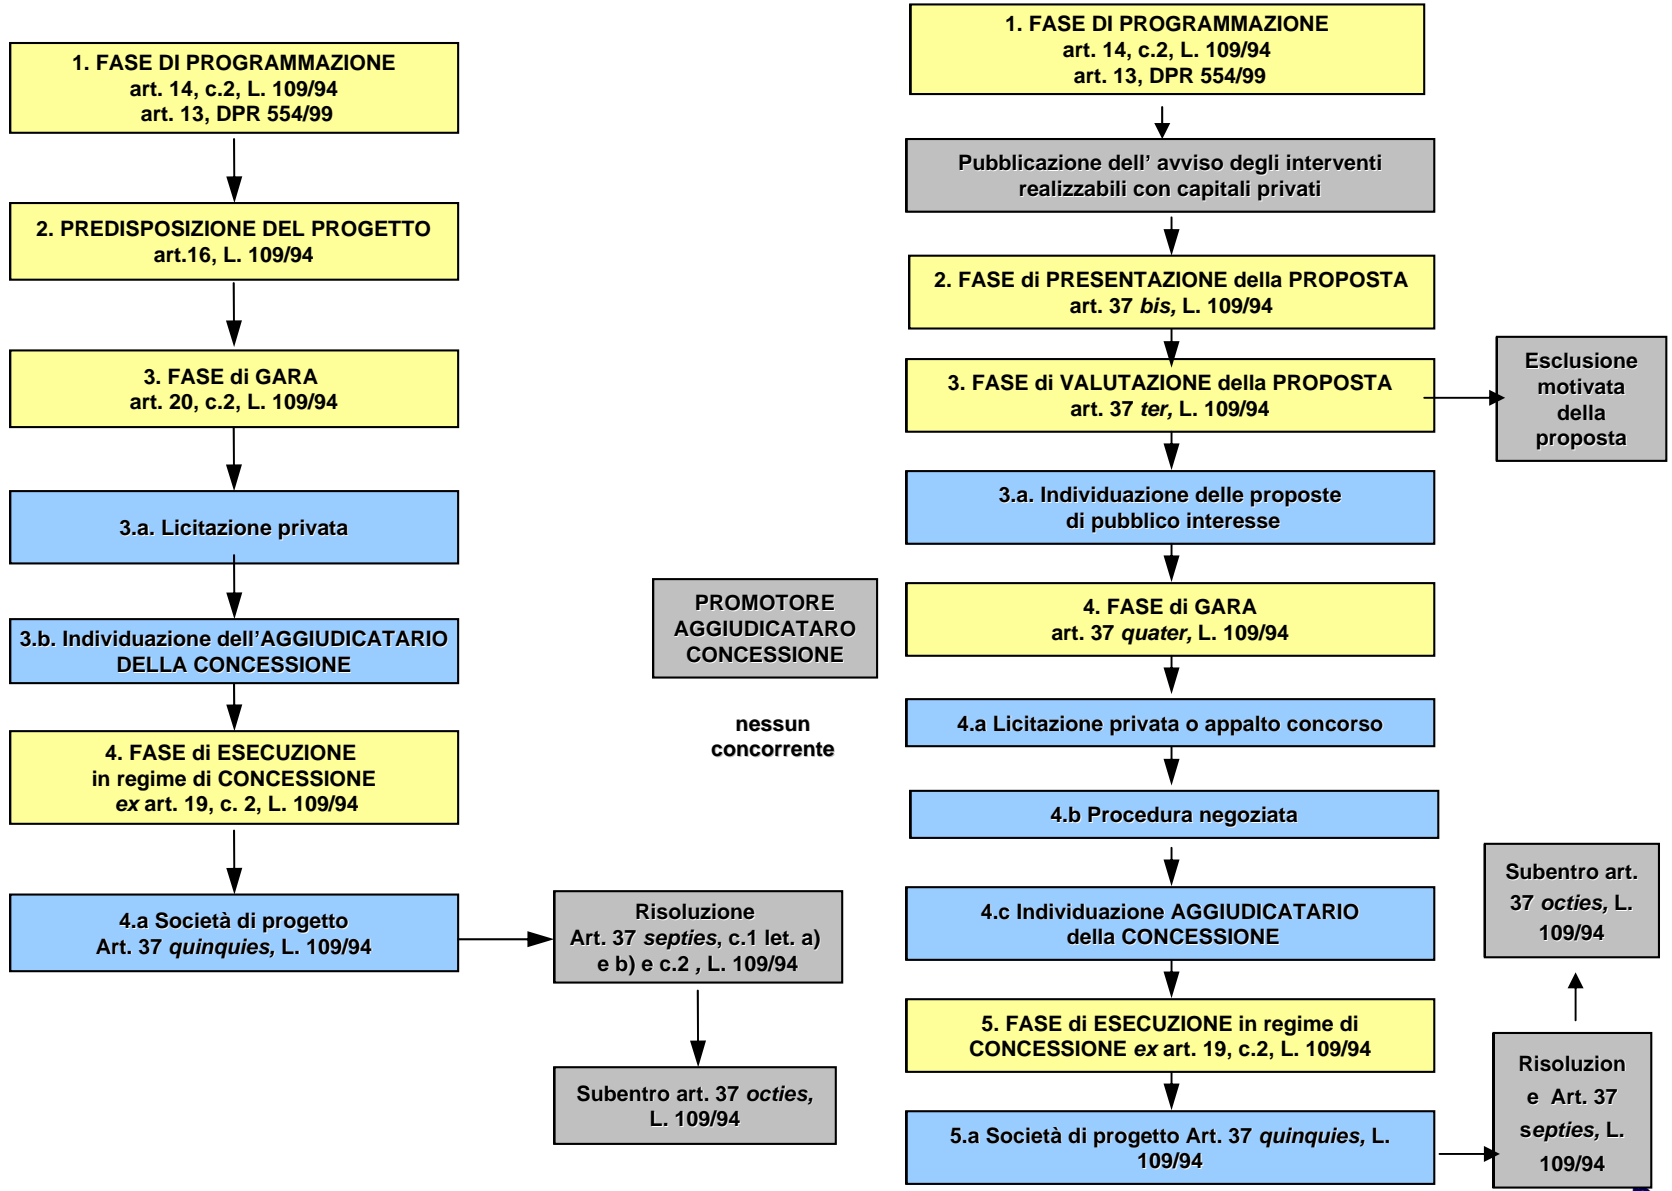 1. FASE DI PROGRAMMAZIONE
art. 14, c.2, L. 109/94
art. 13, DPR 554/99
2. PREDISPOSIZIONE DEL PROGETTO
art.16, L. 109/94
3. FASE di GARA
art. 20, c.2, L. 109/94
3.a. Licitazione privata
3.b. Individuazione dell'AGGIUDICATARIO
DELLA CONCESSIONE
4. FASE di ESECUZIONE
in regime di CONCESSIONE
ex art. 19, c. 2, L. 109/94
4.a Società di progetto
Art. 37 quinquies, L. 109/94
Risoluzione
Art. 37 septies, c.1 let. a)
e b) e c.2 , L. 109/94
Subentro art. 37 octies,
L. 109/94
PROMOTORE
AGGIUDICATARO
CONCESSIONE
nessun
concorrente
1. FASE DI PROGRAMMAZIONE
art. 14, c.2, L. 109/94
art. 13, DPR 554/99
Pubblicazione dell' avviso degli interventi
realizzabili con capitali privati
2. FASE di PRESENTAZIONE della PROPOSTA
art. 37 bis, L. 109/94
3. FASE di VALUTAZIONE della PROPOSTA
art. 37 ter, L. 109/94
Esclusione
motivata
della
proposta
3.a. Individuazione delle proposte
di pubblico interesse
4. FASE di GARA
art. 37 quater, L. 109/94
4.a Licitazione privata o appalto concorso
4.b Procedura negoziata
4.c Individuazione AGGIUDICATARIO
della CONCESSIONE
5. FASE di ESECUZIONE in regime di
CONCESSIONE ex art. 19, c.2, L. 109/94
5.a Società di progetto Art. 37 quinquies, L.
109/94
Risoluzion
e Art. 37
septies, L.
109/94
Subentro art.
37 octies, L.
109/94